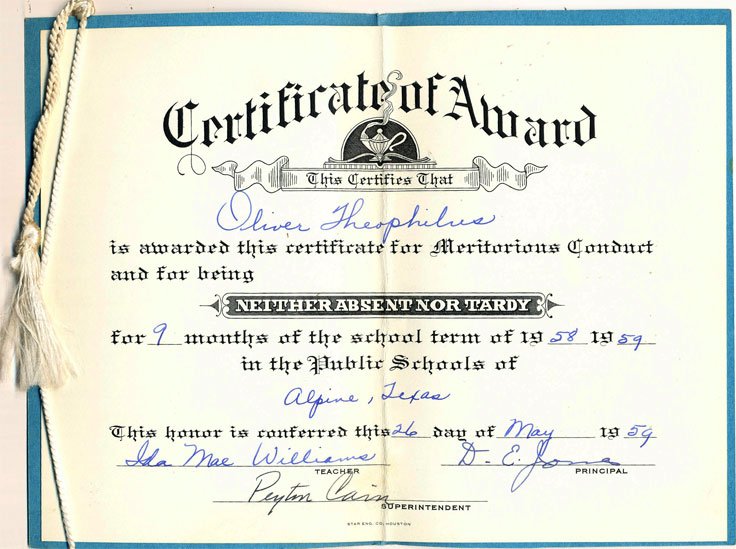 Certificate of Award
This Certifies That
Oliver Theophilus
is awarded this certificate for Meritorious Conduct
and for being
NEITHER ABSENT NOR TARDY
for 9 months of the school term of 1958 1959
in the Public Schools of
Alpine, Texas
This honor is conferred this 26 day of May 1959
Ida Mae Williams D. E. Jones
TEACHER PRINCIPAL
Peyton Cain
SUPERINTENDENT
STAR ENG. CO., HOUSTON